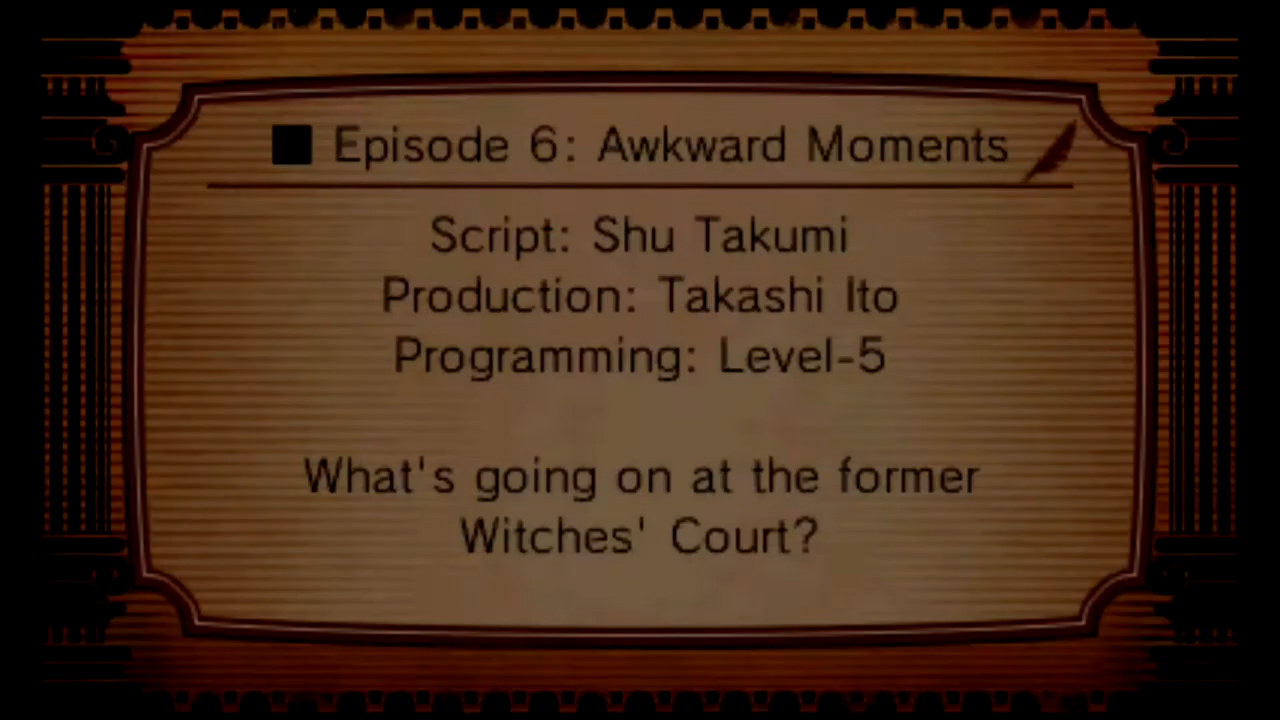 ■ Episode 6: Awkward Moments
Script: Shu Takumi
Production: Takashi Ito
Programming: Level-5
What's going on at the former
Witches' Court?